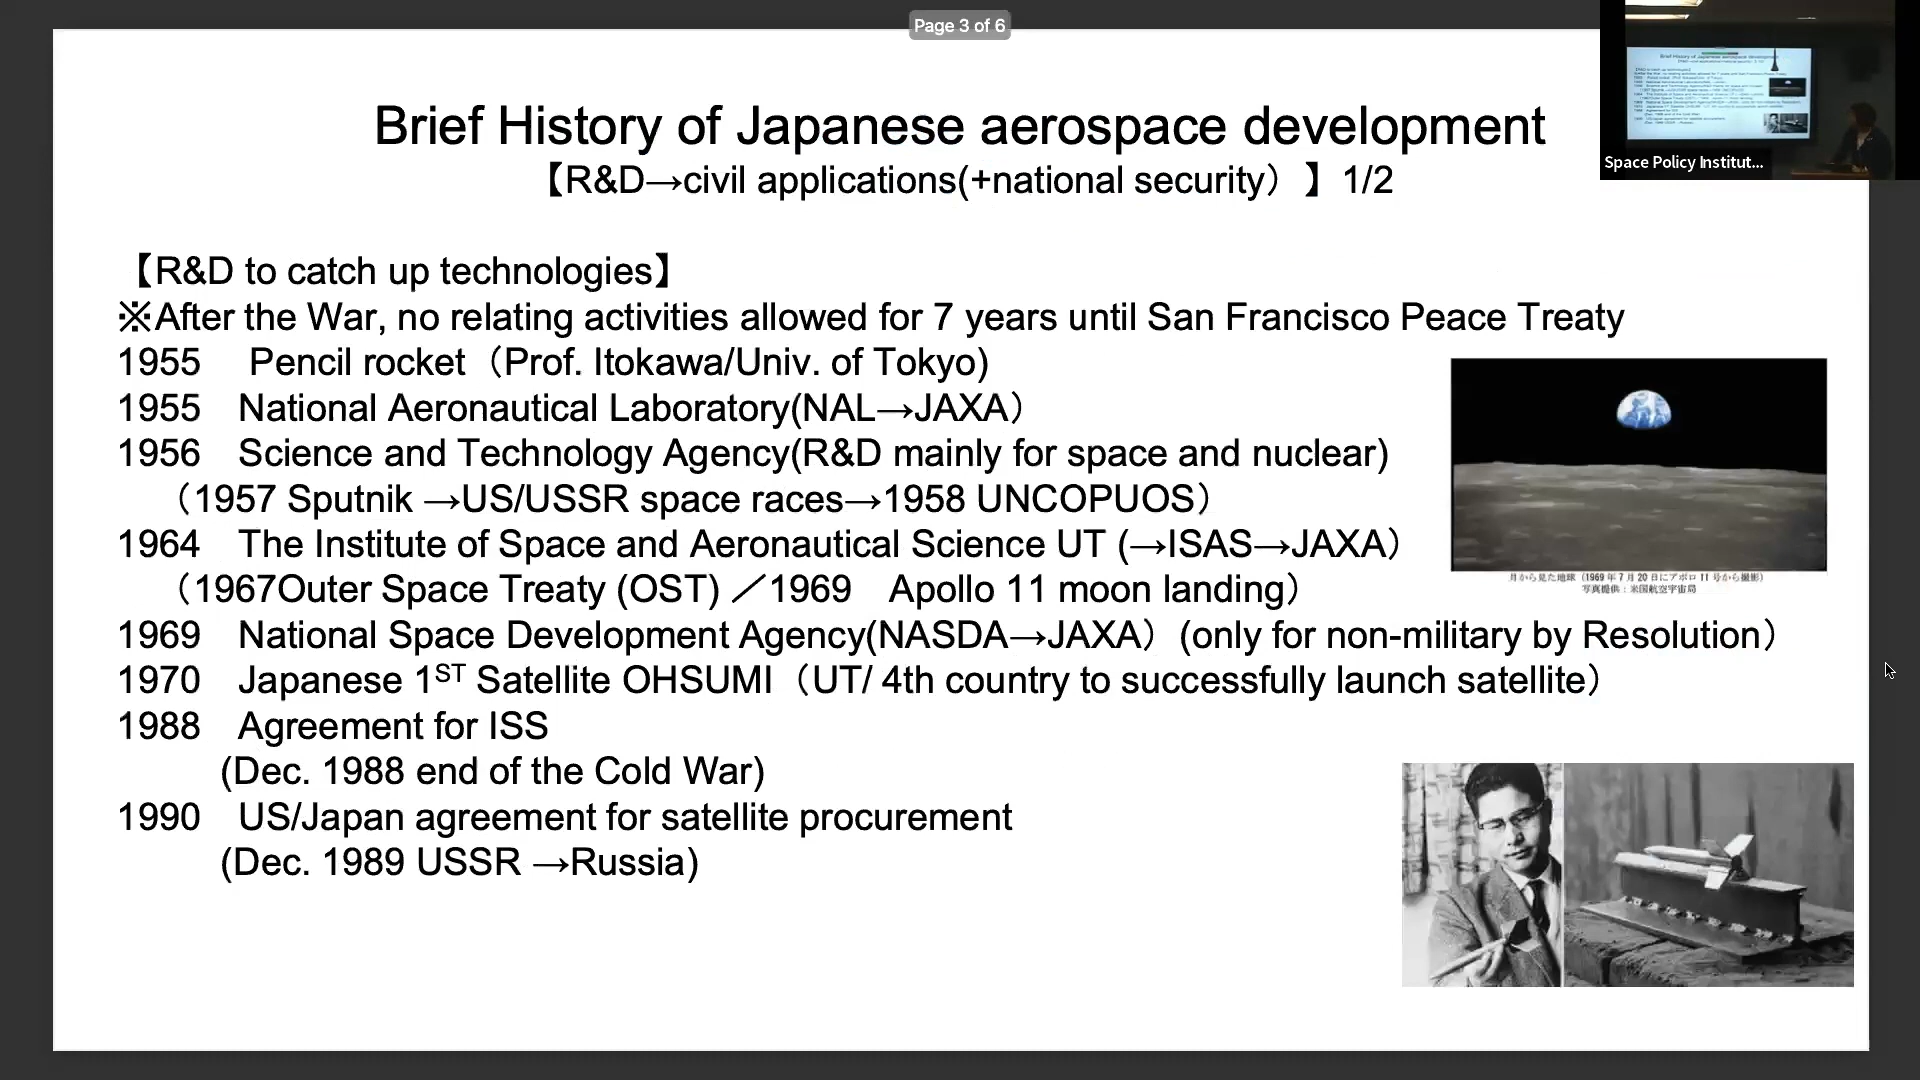 Page 3 of 6
Brief History of Japanese aerospace development
【R&D→civil applications(+national security）】1/2
Space Policy Institut...
【R&D to catch up technologies】
※After the War, no relating activities allowed for 7 years until San Francisco Peace Treaty
1955 Pencil rocket（Prof. Itokawa/Univ. of Tokyo)
1955 National Aeronautical Laboratory(NAL→JAXA）
1956 Science and Technology Agency(R&D mainly for space and nuclear)
（1957 Sputnik →US/USSR space races→1958 UNCOPUOS）
1964 The Institute of Space and Aeronautical Science UT (→ISAS→JAXA）
（1967Outer Space Treaty (OST) ／1969 Apollo 11 moon landing）
月から見た地球（1969 年 7 月 20 日にアポロ 11 号から撮影）
写真提供：米国航空宇宙局
1969 National Space Development Agency(NASDA→JAXA）(only for non-military by Resolution）
1970 Japanese 1ST Satellite OHSUMI（UT/ 4th country to successfully launch satellite）
1988 Agreement for ISS
(Dec. 1988 end of the Cold War)
1990 US/Japan agreement for satellite procurement
(Dec. 1989 USSR →Russia)